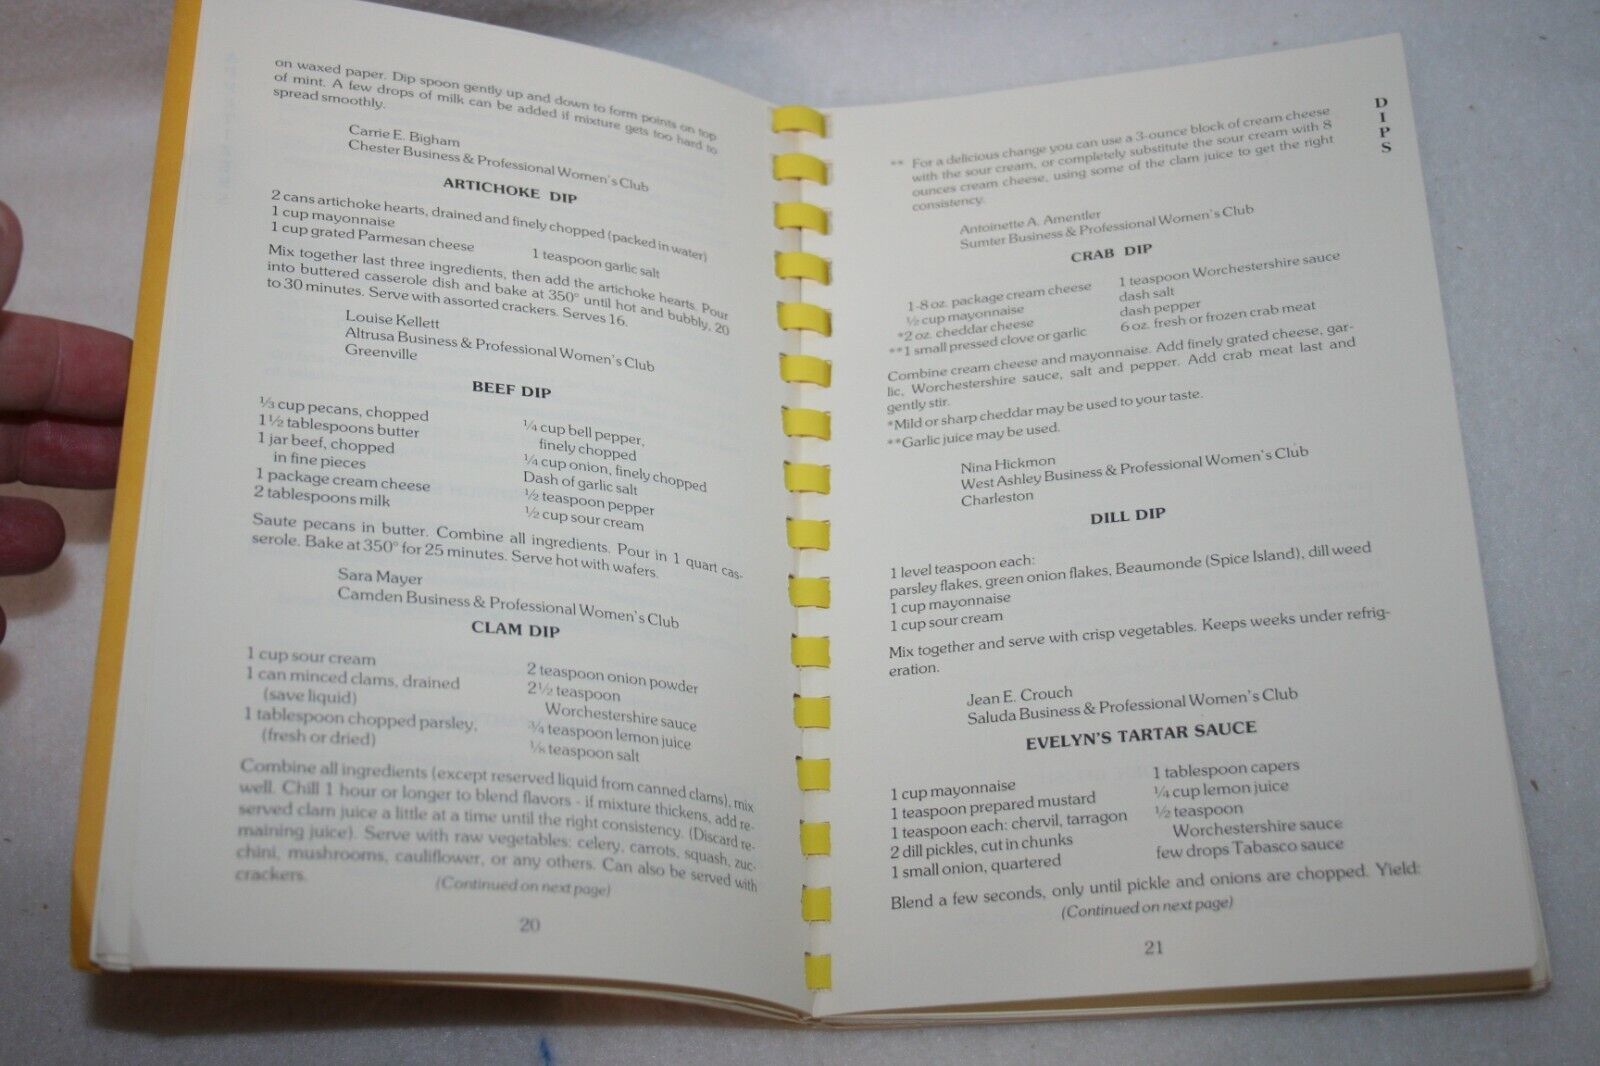 on waxed paper. Dip spoon gently up and down to form points on top
of mint. A few drops of milk can be added if mixture gets too hard to
spread smoothly.
Carrie E. Bigham
Chester Business & Professional Women's Club
ARTICHOKE DIP
2 cans artichoke hearts, drained and finely chopped (packed in water)
1 cup mayonnaise
1 cup grated Parmesan cheese
1 teaspoon garlic salt
Mix together last three ingredients, then add the artichoke hearts. Pour
into buttered casserole dish and bake at 350° until hot and bubbly, 20
to 30 minutes. Serve with assorted crackers. Serves 16.
Louise Kellett
Altrusa Business & Professional Women's Club
Greenville
BEEF DIP
⅓ cup pecans, chopped
1½ tablespoons butter
1 jar beef, chopped
in fine pieces
1 package cream cheese
2 tablespoons milk
¼ cup bell pepper,
finely chopped
¼ cup onion, finely chopped
Dash of garlic salt
½ teaspoon pepper
½ cup sour cream
Saute pecans in butter. Combine all ingredients. Pour in 1 quart cas-
serole. Bake at 350° for 25 minutes. Serve hot with wafers.
Sara Mayer
Camden Business & Professional Women's Club
CLAM DIP
1 cup sour cream
1 can minced clams, drained
(save liquid)
1 tablespoon chopped parsley,
(fresh or dried)
2 teaspoon onion powder
2½ teaspoon
Worchestershire sauce
¾ teaspoon lemon juice
⅛ teaspoon salt
Combine all ingredients (except reserved liquid from canned clams), mix
well. Chill 1 hour or longer to blend flavors - if mixture thickens, add re-
served clam juice a little at a time until the right consistency. (Discard re-
maining juice). Serve with raw vegetables: celery, carrots, squash, zuc-
chini, mushrooms, cauliflower, or any others. Can also be served with
crackers.
(Continued on next page)
20
DIPS
** For a delicious change you can use a 3-ounce block of cream cheese
with the sour cream, or completely substitute the sour cream with 8
ounces cream cheese, using some of the clam juice to get the right
consistency.
Antoinette A. Amentler
Sumter Business & Professional Women's Club
CRAB DIP
1-8 oz. package cream cheese
½ cup mayonnaise
*2 oz. cheddar cheese
**1 small pressed clove or garlic
1 teaspoon Worchestershire sauce
dash salt
dash pepper
6 oz. fresh or frozen crab meat
Combine cream cheese and mayonnaise. Add finely grated cheese, gar-
lic, Worchestershire sauce, salt and pepper. Add crab meat last and
gently stir.
*Mild or sharp cheddar may be used to your taste.
**Garlic juice may be used.
Nina Hickmon
West Ashley Business & Professional Women's Club
Charleston
DILL DIP
1 level teaspoon each:
parsley flakes, green onion flakes, Beaumonde (Spice Island), dill weed
1 cup mayonnaise
1 cup sour cream
Mix together and serve with crisp vegetables. Keeps weeks under refrig-
eration.
Jean E. Crouch
Saluda Business & Professional Women's Club
EVELYN'S TARTAR SAUCE
1 cup mayonnaise
1 teaspoon prepared mustard
1 teaspoon each: chervil, tarragon
2 dill pickles, cut in chunks
1 small onion, quartered
1 tablespoon capers
¼ cup lemon juice
½ teaspoon
Worchestershire sauce
few drops Tabasco sauce
Blend a few seconds, only until pickle and onions are chopped. Yield:
(Continued on next page)
21